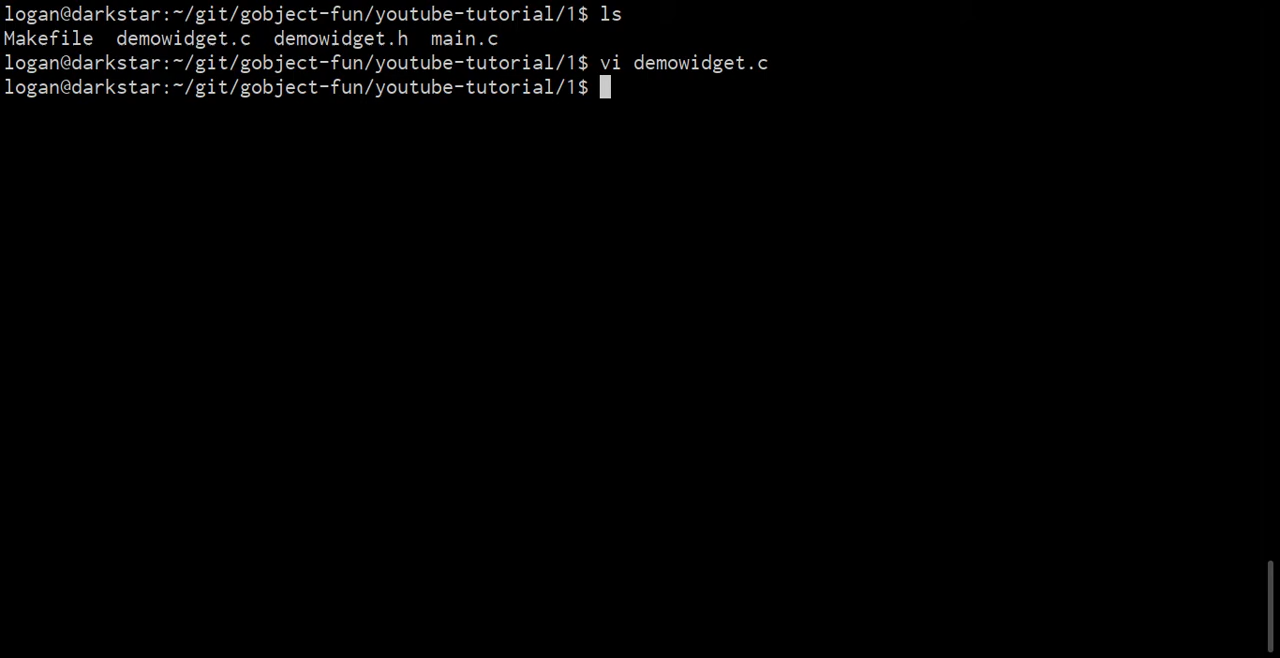 logan@darkstar:~/git/gobject-fun/youtube-tutorial/1$ ls
Makefile  demowidget.c  demowidget.h  main.c
logan@darkstar:~/git/gobject-fun/youtube-tutorial/1$ vi demowidget.c
logan@darkstar:~/git/gobject-fun/youtube-tutorial/1$